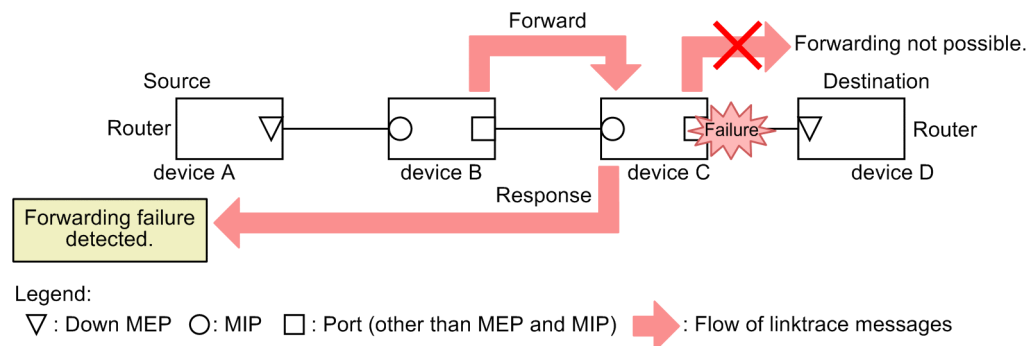 Forward
Forwarding not possible.
Source
Destination
Router
Failure
Router
device A
device B
device C
device D
Response
Forwarding failure
detected.
Legend:
: Down MEP : MIP : Port (other than MEP and MIP) : Flow of linktrace messages